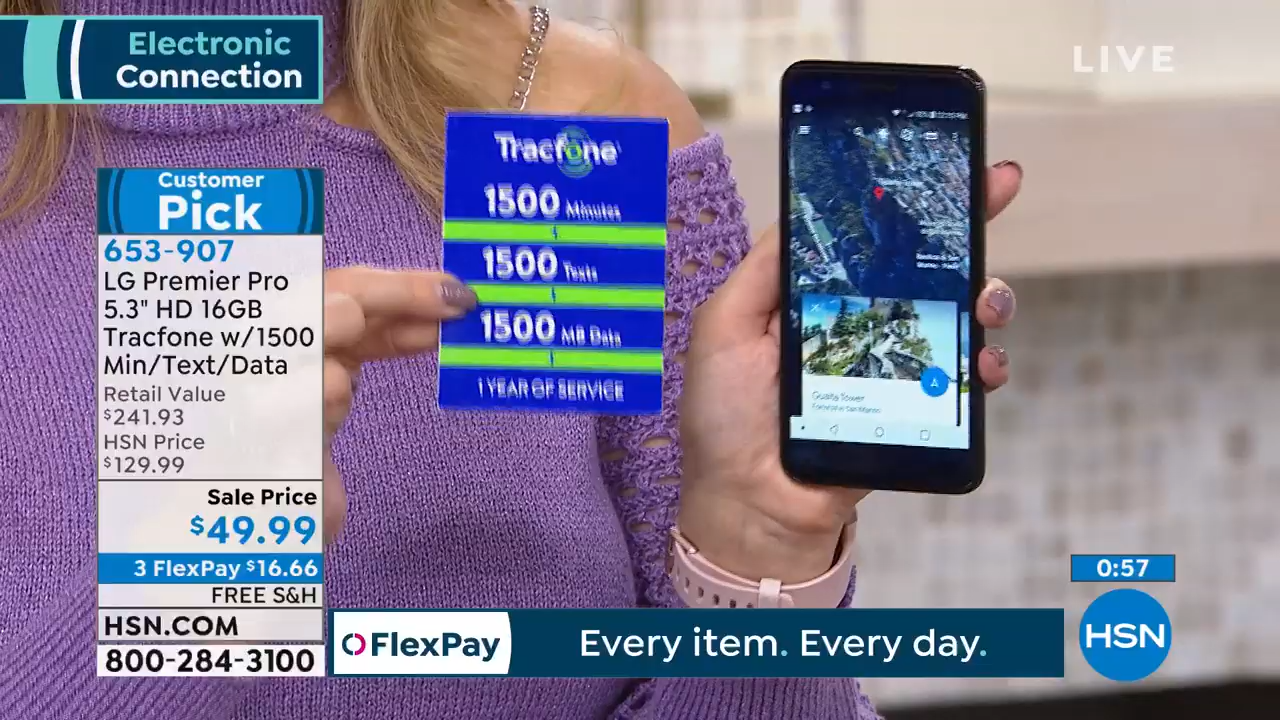 Electronic
Connection
LIVE
Customer
Pick
653-907
LG Premier Pro
5.3" HD 16GB
Tracfone w/1500
Min/Text/Data
Retail Value
$241.93
HSN Price
$129.99
Sale Price
$49.99
3 FlexPay $16.66
FREE S&H
HSN.COM
800-284-3100
Tracfone
1500 Minutes
1500 Texts
1500 MB Data
1 YEAR OF SERVICE
Guaita Tower
FlexPay
Every item. Every day.
0:57
HSN